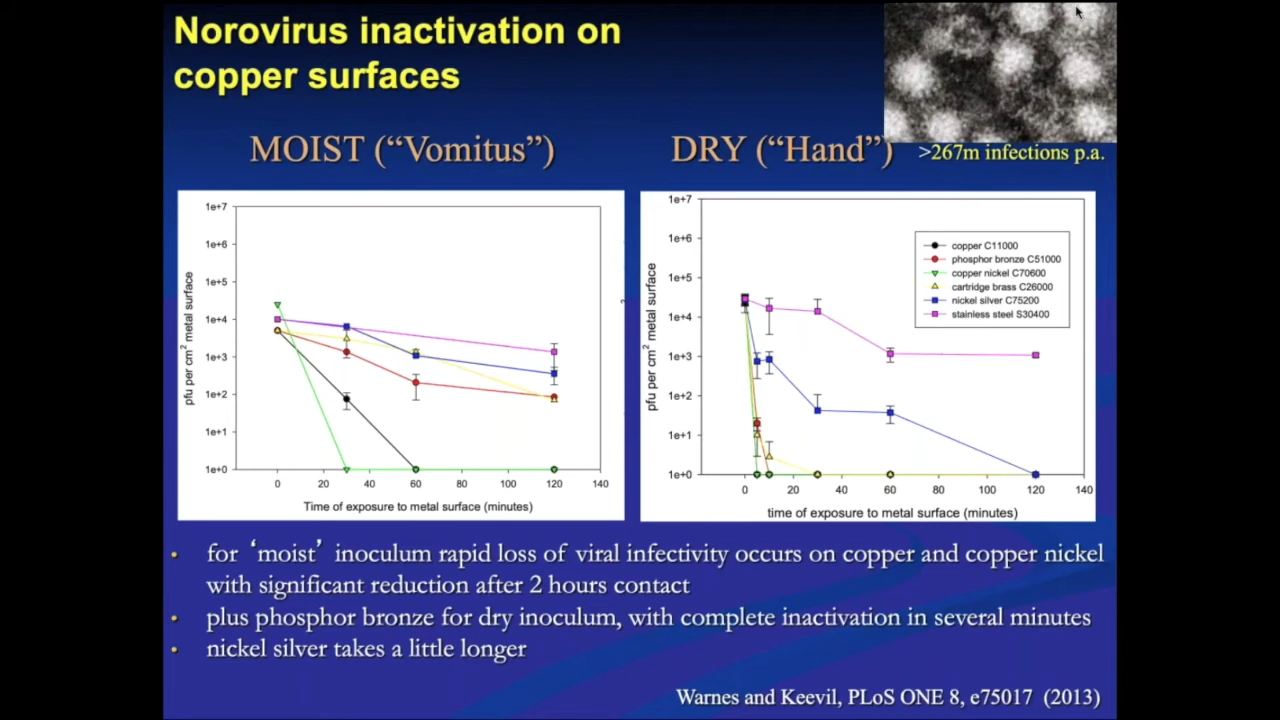 Norovirus inactivation on
copper surfaces
MOIST (“Vomitus”)
DRY (“Hand”)
>267m infections p.a.
pfu per cm² metal surface
1e+7
1e+6
1e+5
1e+4
1e+3
1e+2
1e+1
1e+0
0 20 40 60 80 100 120 140
Time of exposure to metal surface (minutes)
2
pfu per cm² metal surface
1e+7
1e+6
1e+5
1e+4
1e+3
1e+2
1e+1
1e+0
copper C11000
phosphor bronze C51000
copper nickel C70600
cartridge brass C26000
nickel silver C75200
stainless steel S30400
0 20 40 60 80 100 120 140
time of exposure to metal surface (minutes)
• for ‘moist’ inoculum rapid loss of viral infectivity occurs on copper and copper nickel
with significant reduction after 2 hours contact
• plus phosphor bronze for dry inoculum, with complete inactivation in several minutes
• nickel silver takes a little longer
Warnes and Keevil, PLoS ONE 8, e75017 (2013)